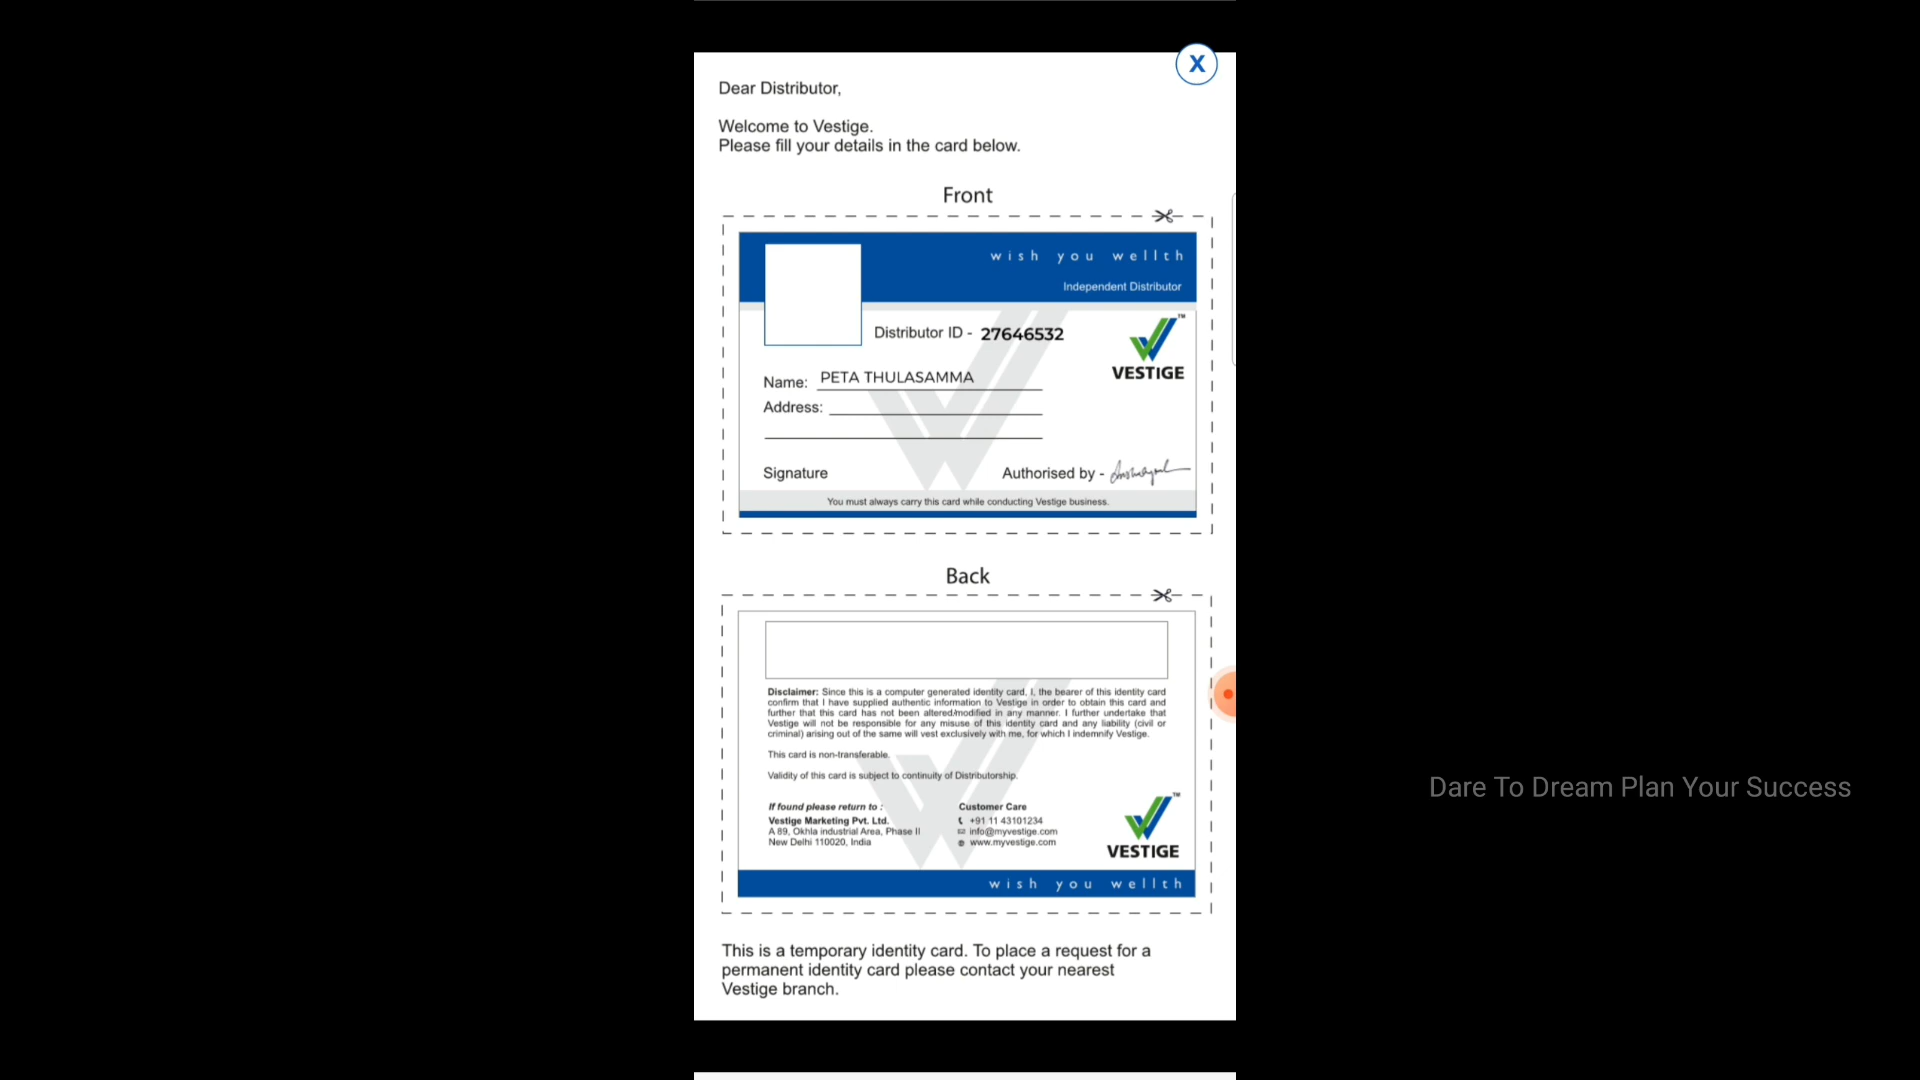 X
Dear Distributor,
Welcome to Vestige.
Please fill your details in the card below.
Front
wish you wellth
Independent Distributor
Distributor ID - 27646532
TM
VESTIGE
Name: PETA THULASAMMA
Address:
Signature
Authorised by -
You must always carry this card while conducting Vestige business.
Back
Disclaimer: Since this is a computer generated identity card, I, the bearer of this identity card
confirm that I have supplied authentic information to Vestige in order to obtain this card and
further that this card has not been altered/modified in any manner. I further undertake that
Vestige will not be responsible for any misuse of this identity card and any liability (civil or
criminal) arising out of the same will vest exclusively with me, for which I indemnify Vestige.
This card is non-transferable.
Validity of this card is subject to continuity of Distributorship.
If found please return to :
Vestige Marketing Pvt. Ltd.
A 89, Okhla industrial Area, Phase II
New Delhi 110020, India
Customer Care
+91 11 43101234
info@myvestige.com
www.myvestige.com
TM
VESTIGE
wish you wellth
This is a temporary identity card. To place a request for a
permanent identity card please contact your nearest
Vestige branch.
Dare To Dream Plan Your Success